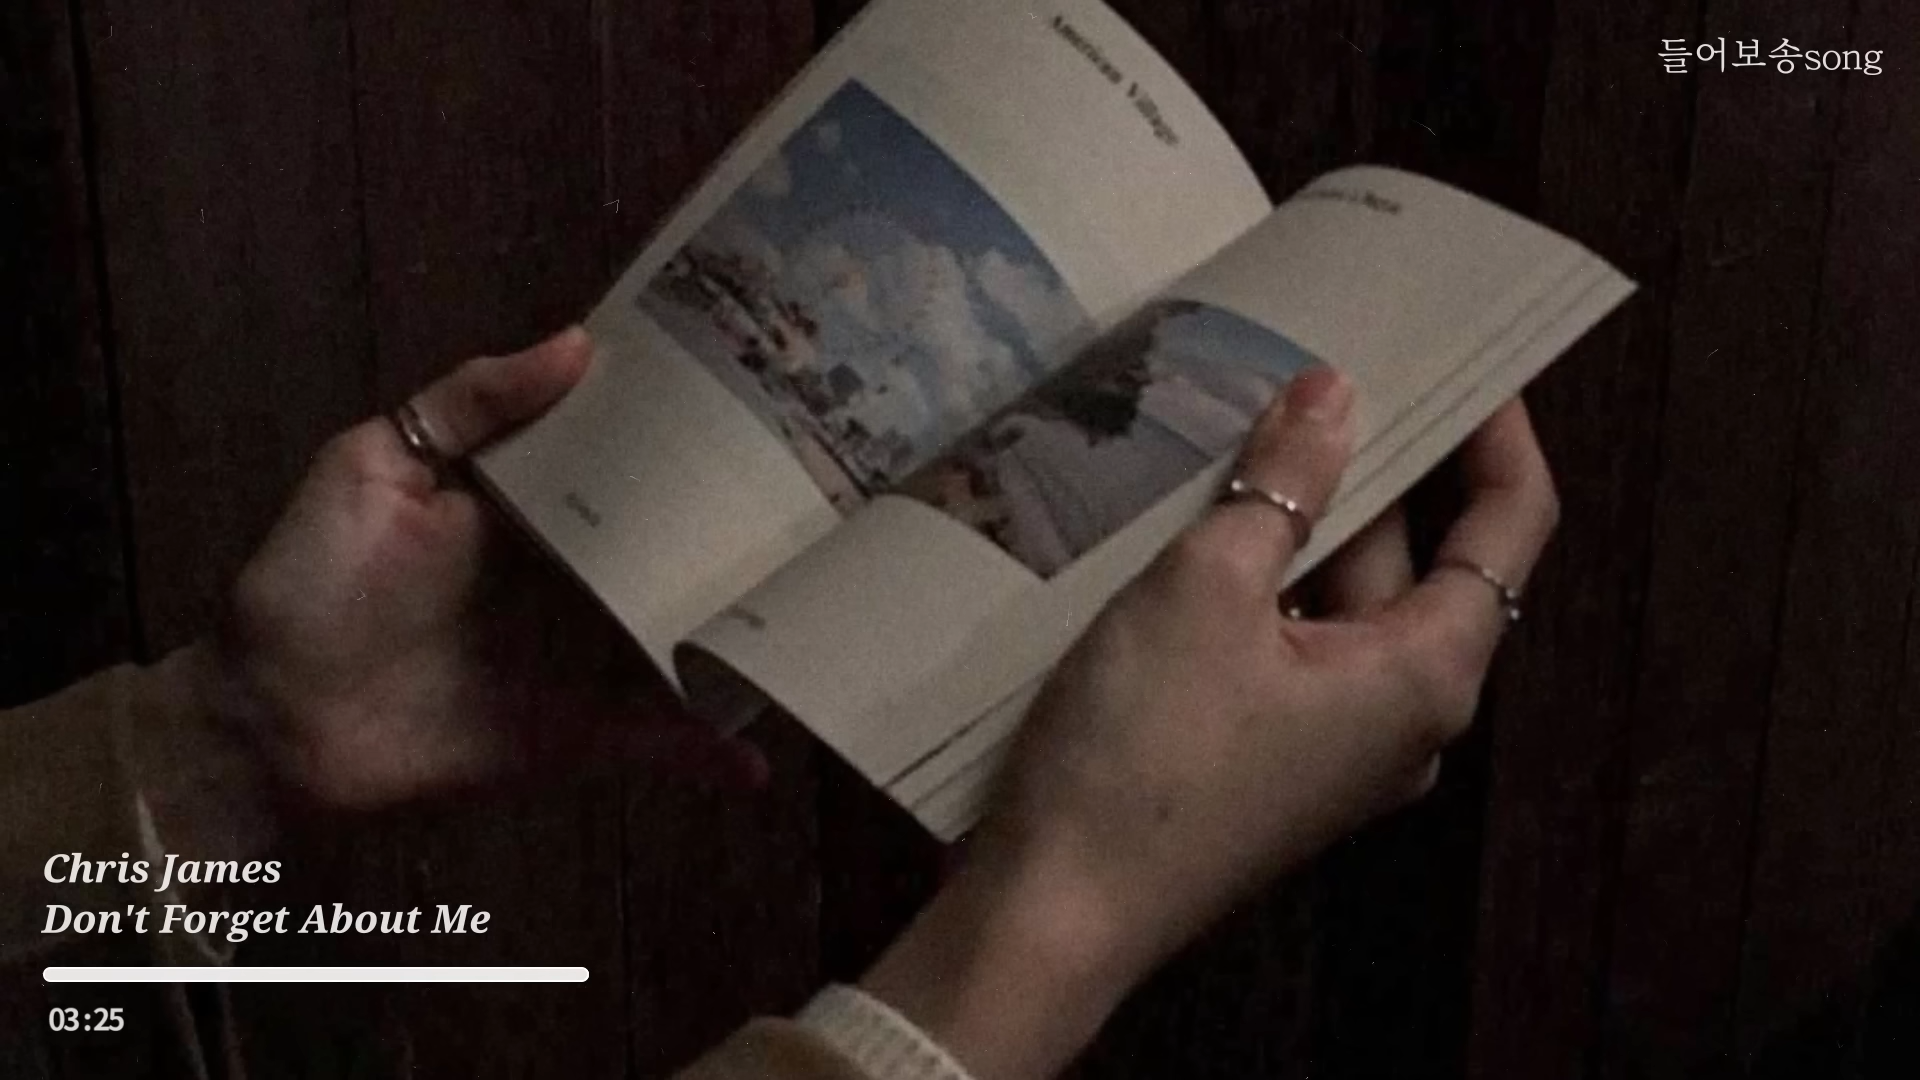 들어보송song
American Village
Chris James
Don't Forget About Me
03:25